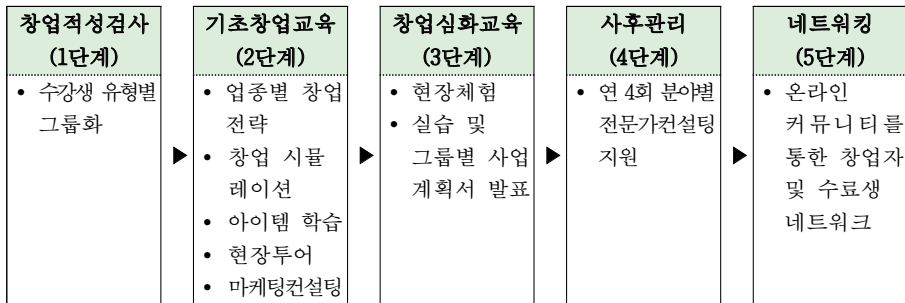 창업적성검사
(1단계)
• 수강생 유형별
그룹화
▶
기초창업교육
(2단계)
• 업종별 창업
전략
• 창업 시뮬
레이션
• 아이템 학습
• 현장투어
• 마케팅컨설팅
▶
창업심화교육
(3단계)
• 현장체험
• 실습 및
그룹별 사업
계획서 발표
▶
사후관리
(4단계)
• 연 4회 분야별
전문가컨설팅
지원
▶
네트워킹
(5단계)
• 온라인
커뮤니티를
통한 창업자
및 수료생
네트워크